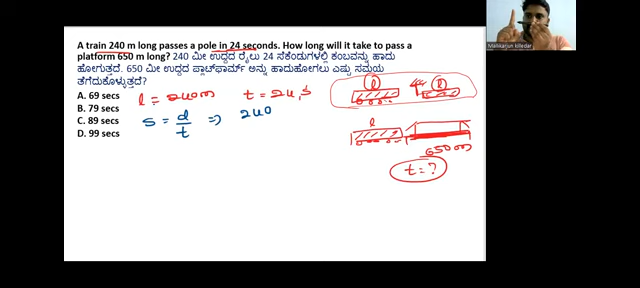 A train 240 m long passes a pole in 24 seconds. How long will it take to pass a
platform 650 m long? 240 ಮೀ ಉದ್ದದ ರೈಲು 24 ಸೆಕೆಂಡುಗಳಲ್ಲಿ ಕಂಬವನ್ನು ಹಾದು
ಹೋಗುತ್ತದೆ. 650 ಮೀ ಉದ್ದದ ಪ್ಲಾಟ್‌ಫಾರ್ಮ್ ಅನ್ನು ಹಾದುಹೋಗಲು ಎಷ್ಟು ಸಮಯ
ತೆಗೆದುಕೊಳ್ಳುತ್ತದೆ?
A. 69 secs
B. 79 secs
C. 89 secs
D. 99 secs
l = 240m t = 24 s
s = d/t ⇒ 240
l
l
650m
t = ?
Mallikarjun killedar